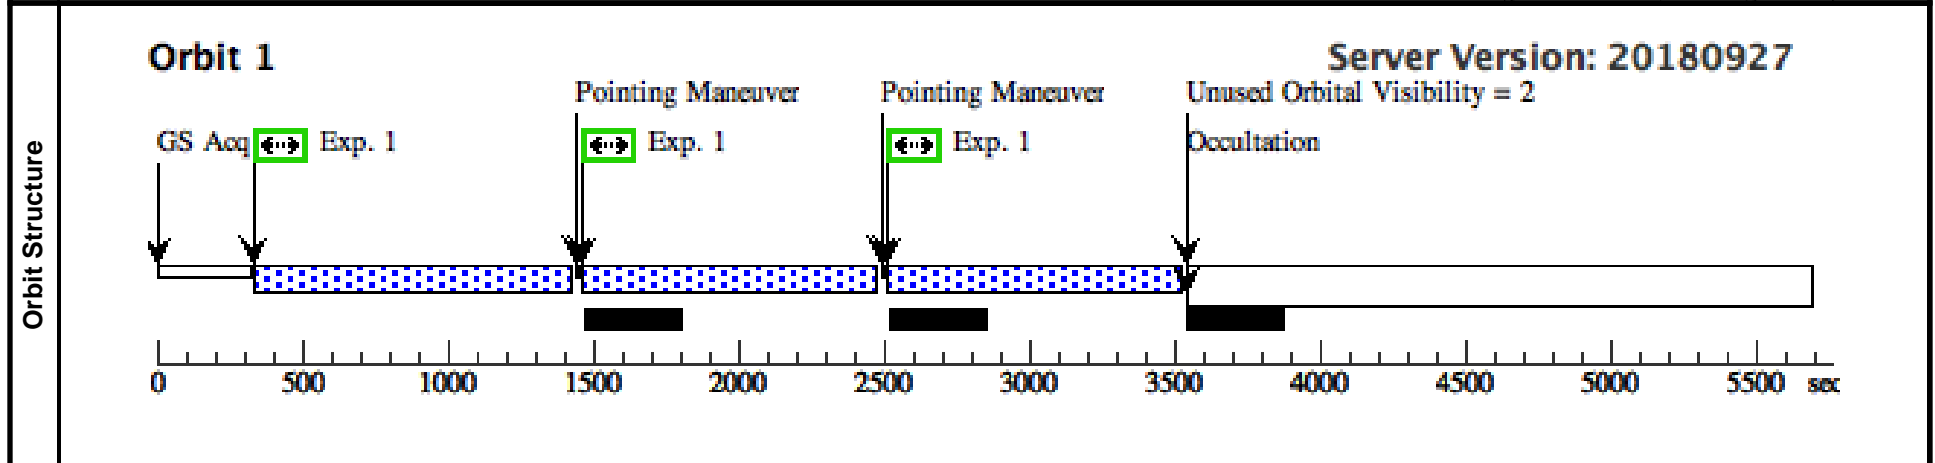 Orbit Structure
Orbit 1 Server Version: 20180927
Pointing Maneuver Pointing Maneuver Unused Orbital Visibility = 2
GS Acq Exp. 1 Exp. 1 Exp. 1 Occultation
0 500 1000 1500 2000 2500 3000 3500 4000 4500 5000 5500 sec